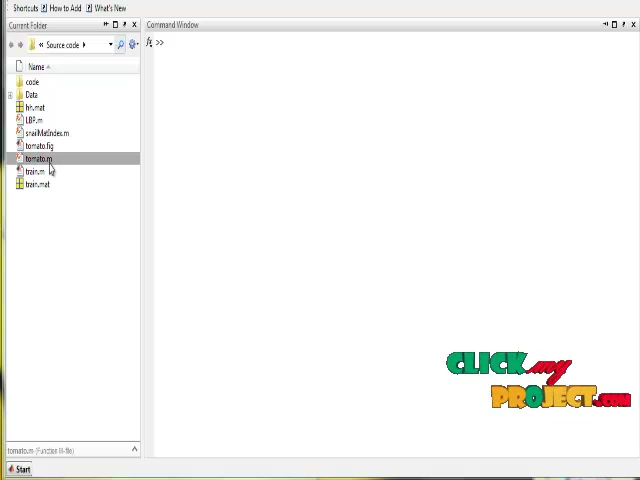 Shortcuts How to Add What's New
Current Folder
Command Window
« Source code
fx >>
Name
code
Data
hh.mat
LBP.m
snailMatIndex.m
tomato.fig
tomato.m
train.m
train.mat
CLICK my
PROJECT.COM
tomato.m (Function M-file)
Start